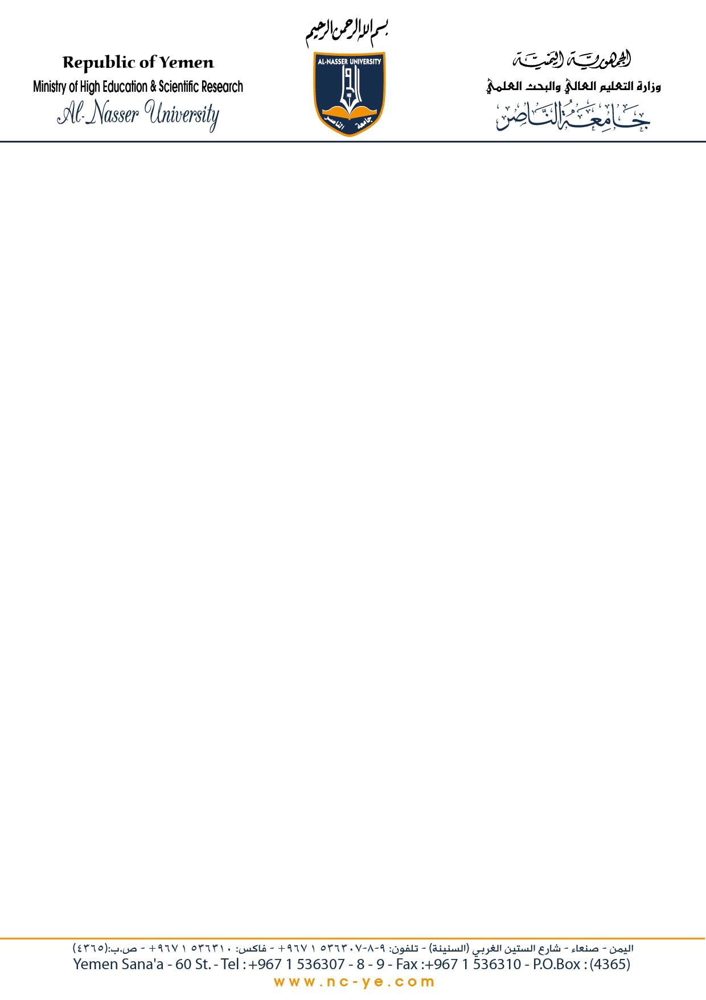 بسم الله الرحمن الرحيم
Republic of Yemen
Ministry of High Education & Scientific Research
Al-Nasser University
AL-NASSER UNIVERSITY
جامعة الناصر
الجمهورية اليمنية
وزارة التعليم العالي والبحث العلمي
جَامِعَةُ النَّاصِر
اليمن - صنعاء - شارع الستين الغربي (السنينة) - تلفون: ٩-٨-٥٣٦٣٠٧ ١ ٩٦٧+ - فاكس: ٥٣٦٣١٠ ١ ٩٦٧+ - ص.ب:(٤٣٦٥)
Yemen Sana'a - 60 St. - Tel : +967 1 536307 - 8 - 9 - Fax :+967 1 536310 - P.O.Box : (4365)
www.nc-ye.com